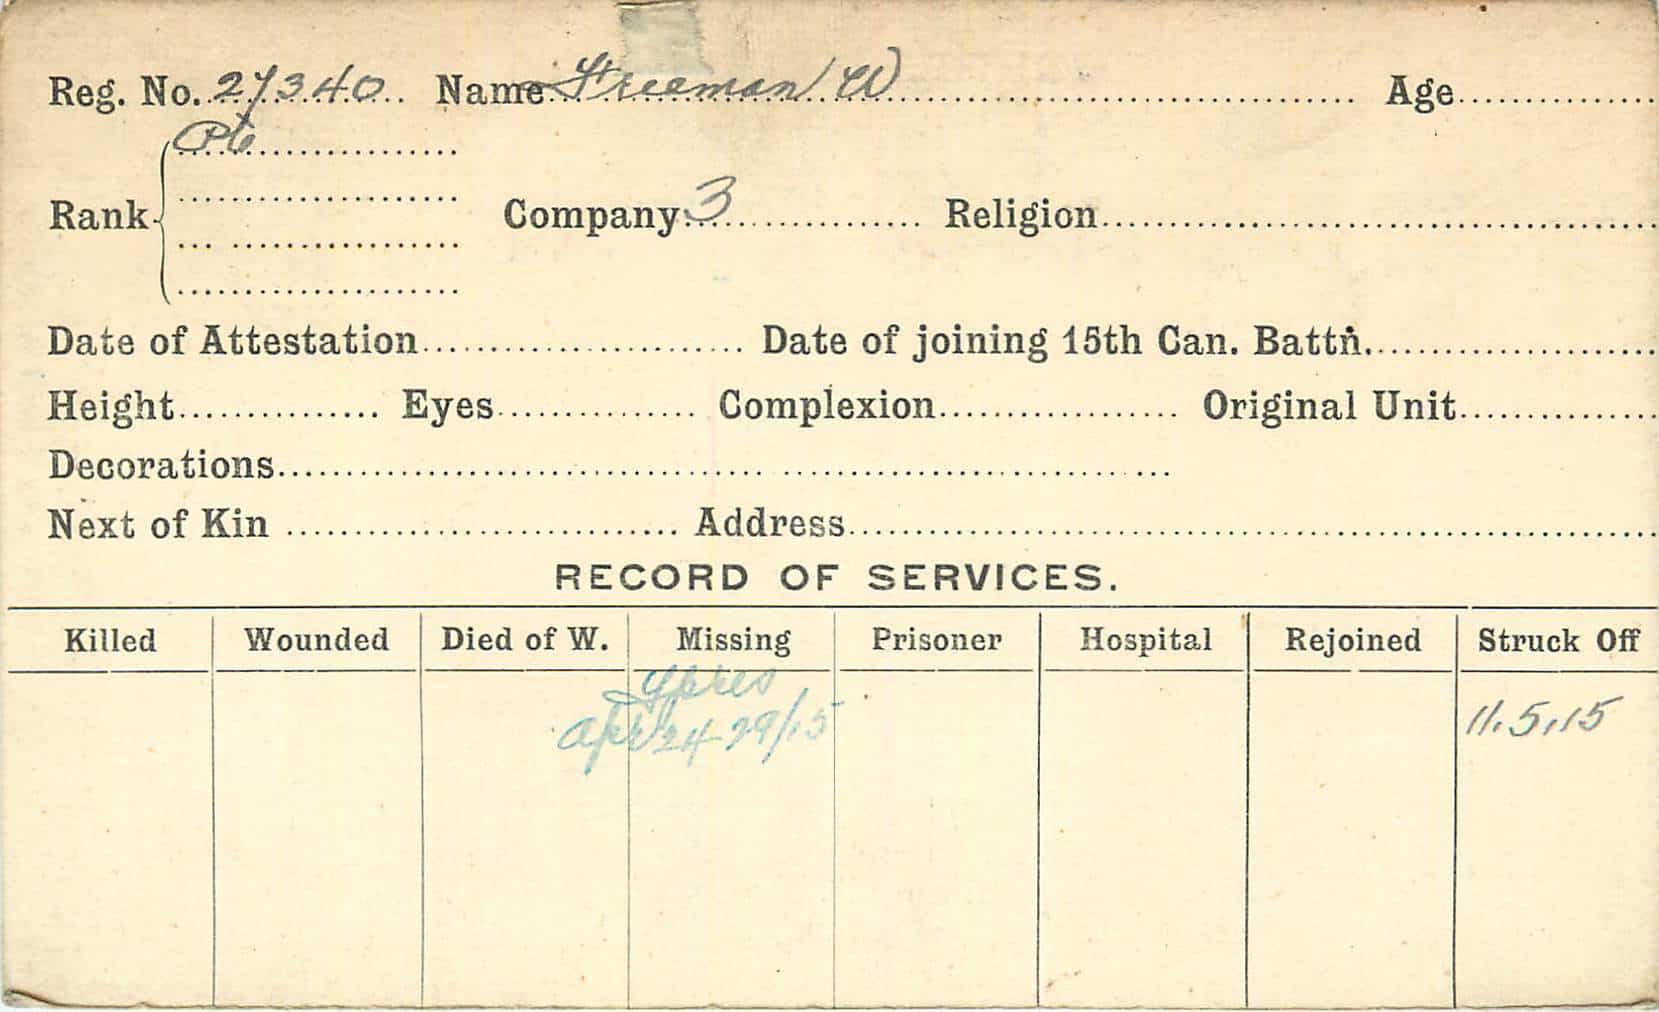 Reg. No. 27340 Name Freeman W Age
Pte
Rank Company 3 Religion
Date of Attestation Date of joining 15th Can. Battn.
Height Eyes Complexion Original Unit
Decorations
Next of Kin Address
RECORD OF SERVICES.
Killed Wounded Died of W. Missing Prisoner Hospital Rejoined Struck Off
Ypres
Apr 24-29/15 11.5.15